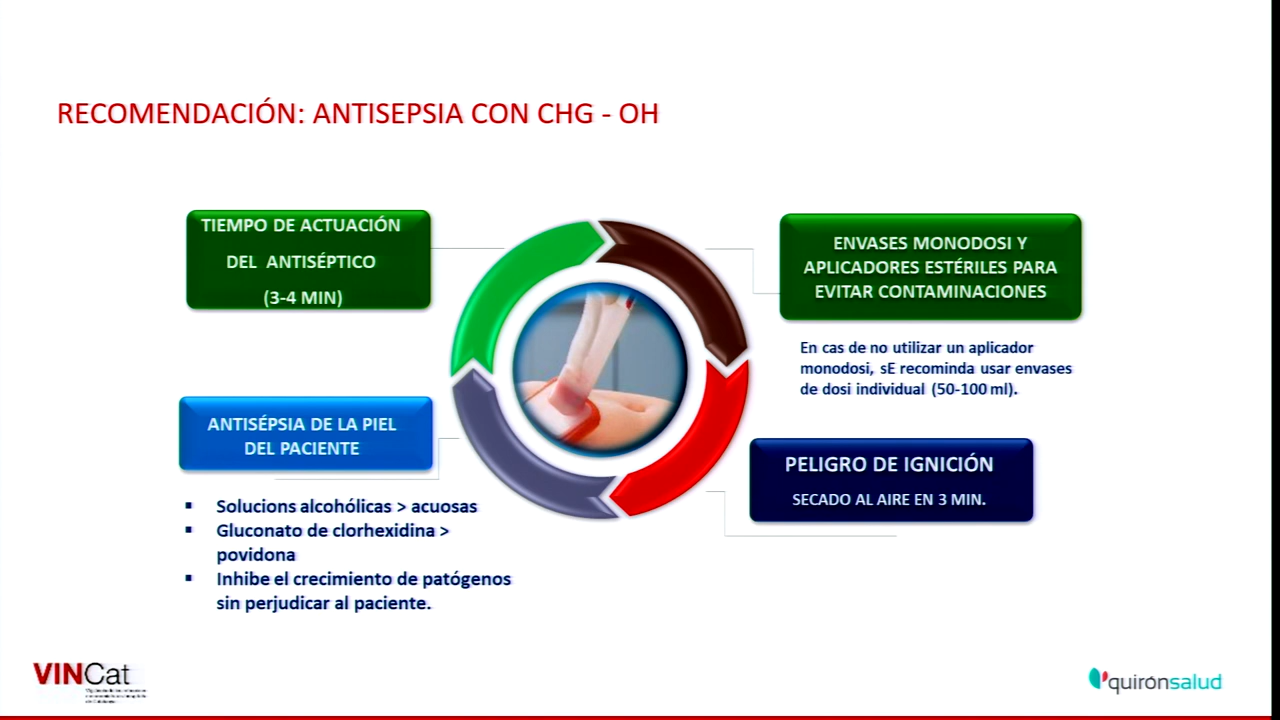 RECOMENDACIÓN: ANTISEPSIA CON CHG - OH
TIEMPO DE ACTUACIÓN
DEL ANTISÉPTICO
(3-4 MIN)
ENVASES MONODOSI Y
APLICADORES ESTÉRILES PARA
EVITAR CONTAMINACIONES
En cas de no utilizar un aplicador
monodosi, sE recominda usar envases
de dosi individual (50-100 ml).
ANTISÉPSIA DE LA PIEL
DEL PACIENTE
PELIGRO DE IGNICIÓN
SECADO AL AIRE EN 3 MIN.
▪ Solucions alcohólicas > acuosas
▪ Gluconato de clorhexidina >
povidona
▪ Inhibe el crecimiento de patógenos
sin perjudicar al paciente.
VINCat
quirónsalud